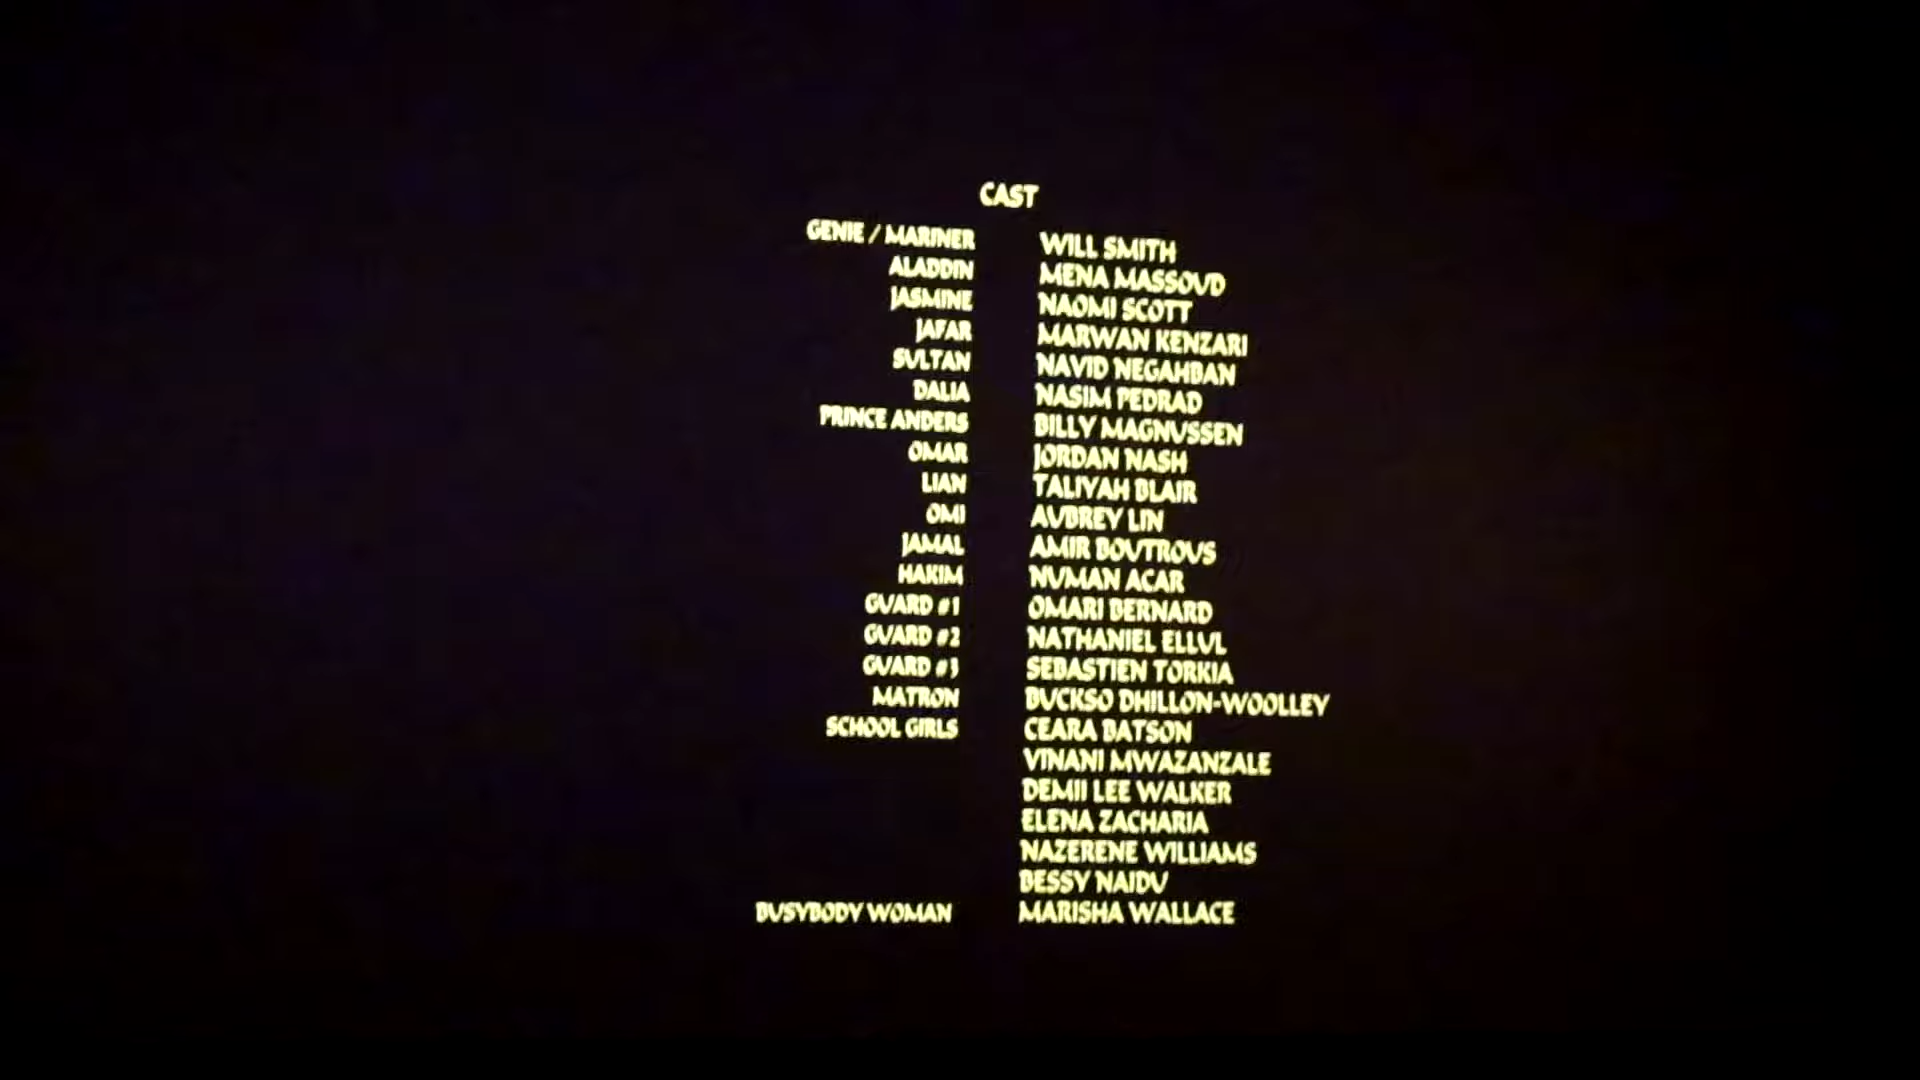 CAST
GENIE / MARINER WILL SMITH
ALADDIN MENA MASSOUD
JASMINE NAOMI SCOTT
JAFAR MARWAN KENZARI
SULTAN NAVID NEGAHBAN
DALIA NASIM PEDRAD
PRINCE ANDERS BILLY MAGNUSSEN
OMAR JORDAN NASH
LIAN TALIYAH BLAIR
OMI AUBREY LIN
JAMAL AMIR BOUTROUS
HAKIM NUMAN ACAR
GUARD #1 OMARI BERNARD
GUARD #2 NATHANIEL ELLUL
GUARD #3 SEBASTIEN TORKIA
MATRON BUCKSO DHILLON-WOOLLEY
SCHOOL GIRLS CEARA BATSON
VINANI MWAZANZALE
DEMII LEE WALKER
ELENA ZACHARIA
NAZERENE WILLIAMS
BESSY NAIDU
BUSYBODY WOMAN MARISHA WALLACE